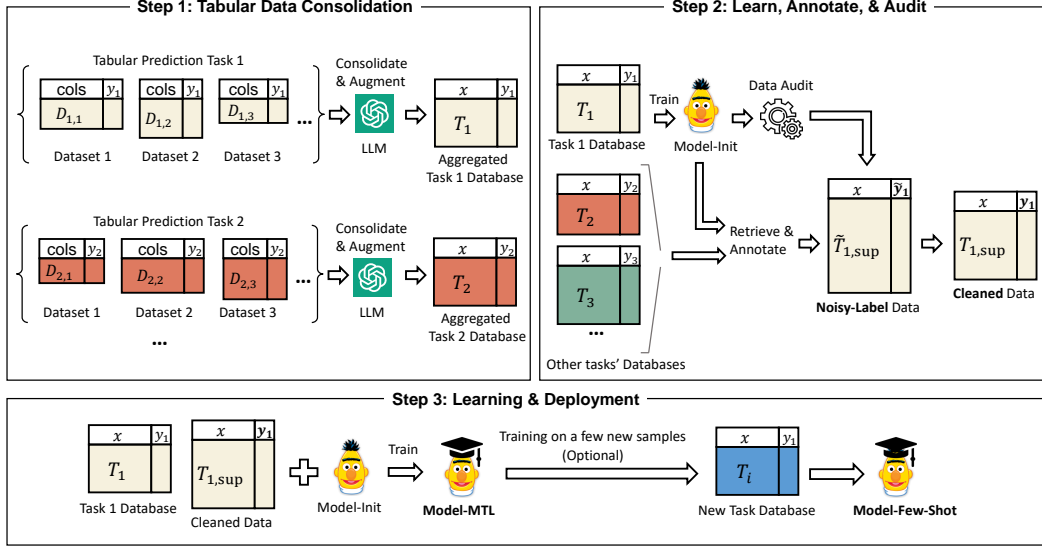 Step 1: Tabular Data Consolidation
Tabular Prediction Task 1
cols y₁
D₁,₁
Dataset 1
cols y₁
D₁,₂
Dataset 2
cols y₁
D₁,₃
Dataset 3
...
Consolidate
& Augment
LLM
x y₁
T₁
Aggregated
Task 1 Database
Tabular Prediction Task 2
cols y₂
D₂,₁
Dataset 1
cols y₂
D₂,₂
Dataset 2
cols y₂
D₂,₃
Dataset 3
...
Consolidate
& Augment
LLM
x y₂
T₂
Aggregated
Task 2 Database
...
Step 2: Learn, Annotate, & Audit
x y₁
T₁
Task 1 Database
Train
Model-Init
Data Audit
x y₂
T₂
x y₃
T₃
...
Other tasks' Databases
Retrieve &
Annotate
x ỹ₁
T̃₁,sup
Noisy-Label Data
x y₁
T₁,sup
Cleaned Data
Step 3: Learning & Deployment
x y₁
T₁
Task 1 Database
x y₁
T₁,sup
Cleaned Data
Model-Init
Train
Model-MTL
Training on a few new samples
(Optional)
x y₁
Tᵢ
New Task Database
Model-Few-Shot